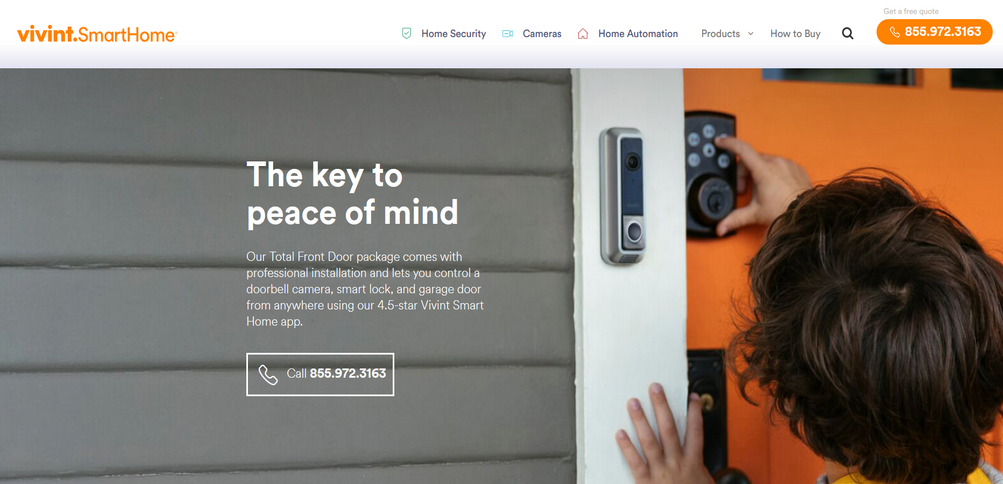 Get a free quote
vivint.SmartHome
Home Security
Cameras
Home Automation
Products
How to Buy
855.972.3163
The key to
peace of mind
Our Total Front Door package comes with
professional installation and lets you control a
doorbell camera, smart lock, and garage door
from anywhere using our 4.5-star Vivint Smart
Home app.
Call 855.972.3163